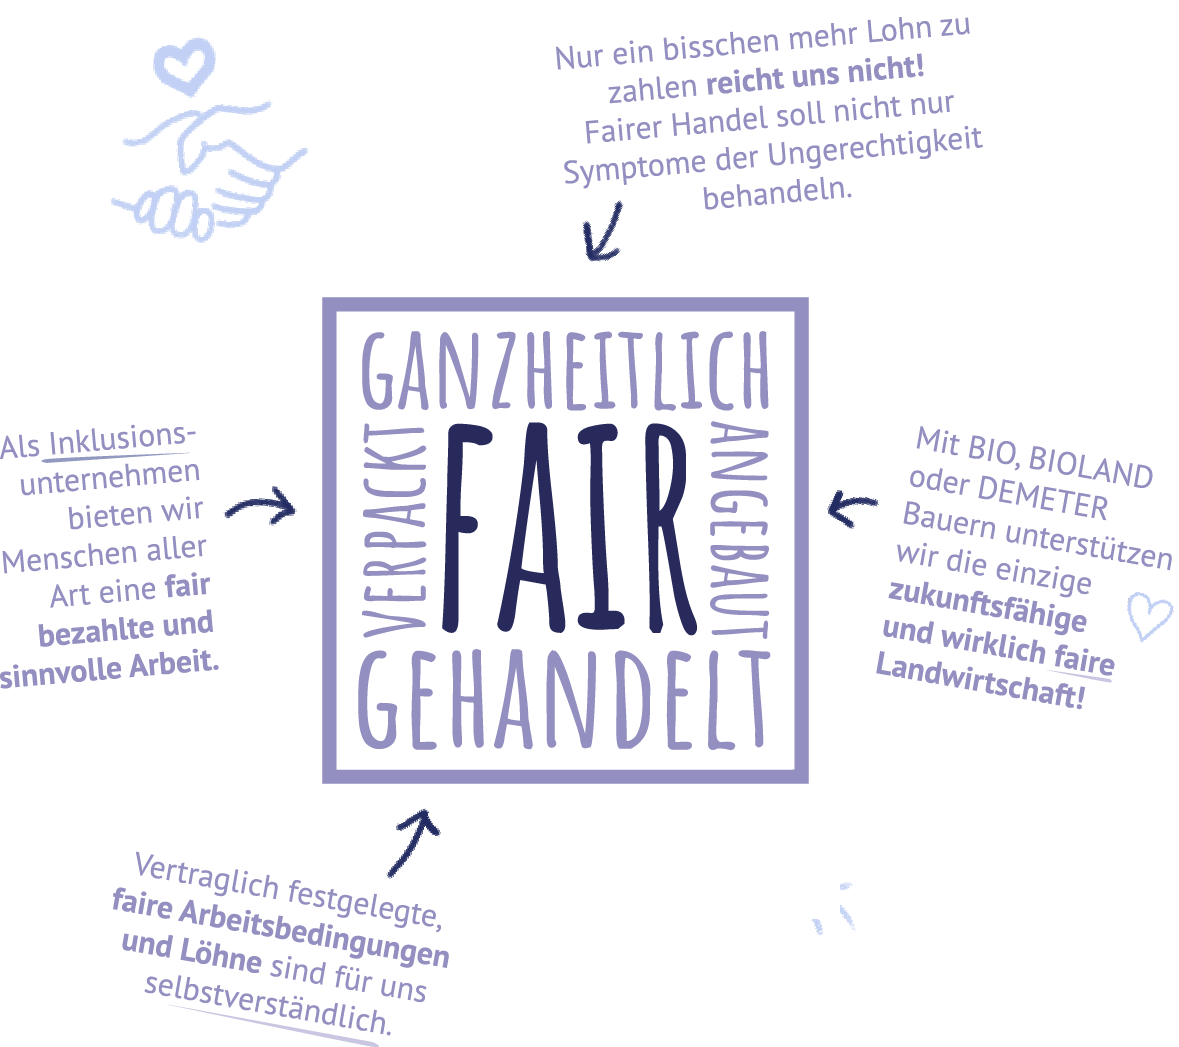 Nur ein bisschen mehr Lohn zu
zahlen reicht uns nicht!
Fairer Handel soll nicht nur
Symptome der Ungerechtigkeit
behandeln.
GANZHEITLICH
VERPACKT
FAIR
ANGEBAUT
GEHANDELT
Als Inklusions-
unternehmen
bieten wir
Menschen aller
Art eine fair
bezahlte und
sinnvolle Arbeit.
Mit BIO, BIOLAND
oder DEMETER
Bauern unterstützen
wir die einzige
zukunftsfähige
und wirklich faire
Landwirtschaft!
Vertraglich festgelegte,
faire Arbeitsbedingungen
und Löhne sind für uns
selbstverständlich.